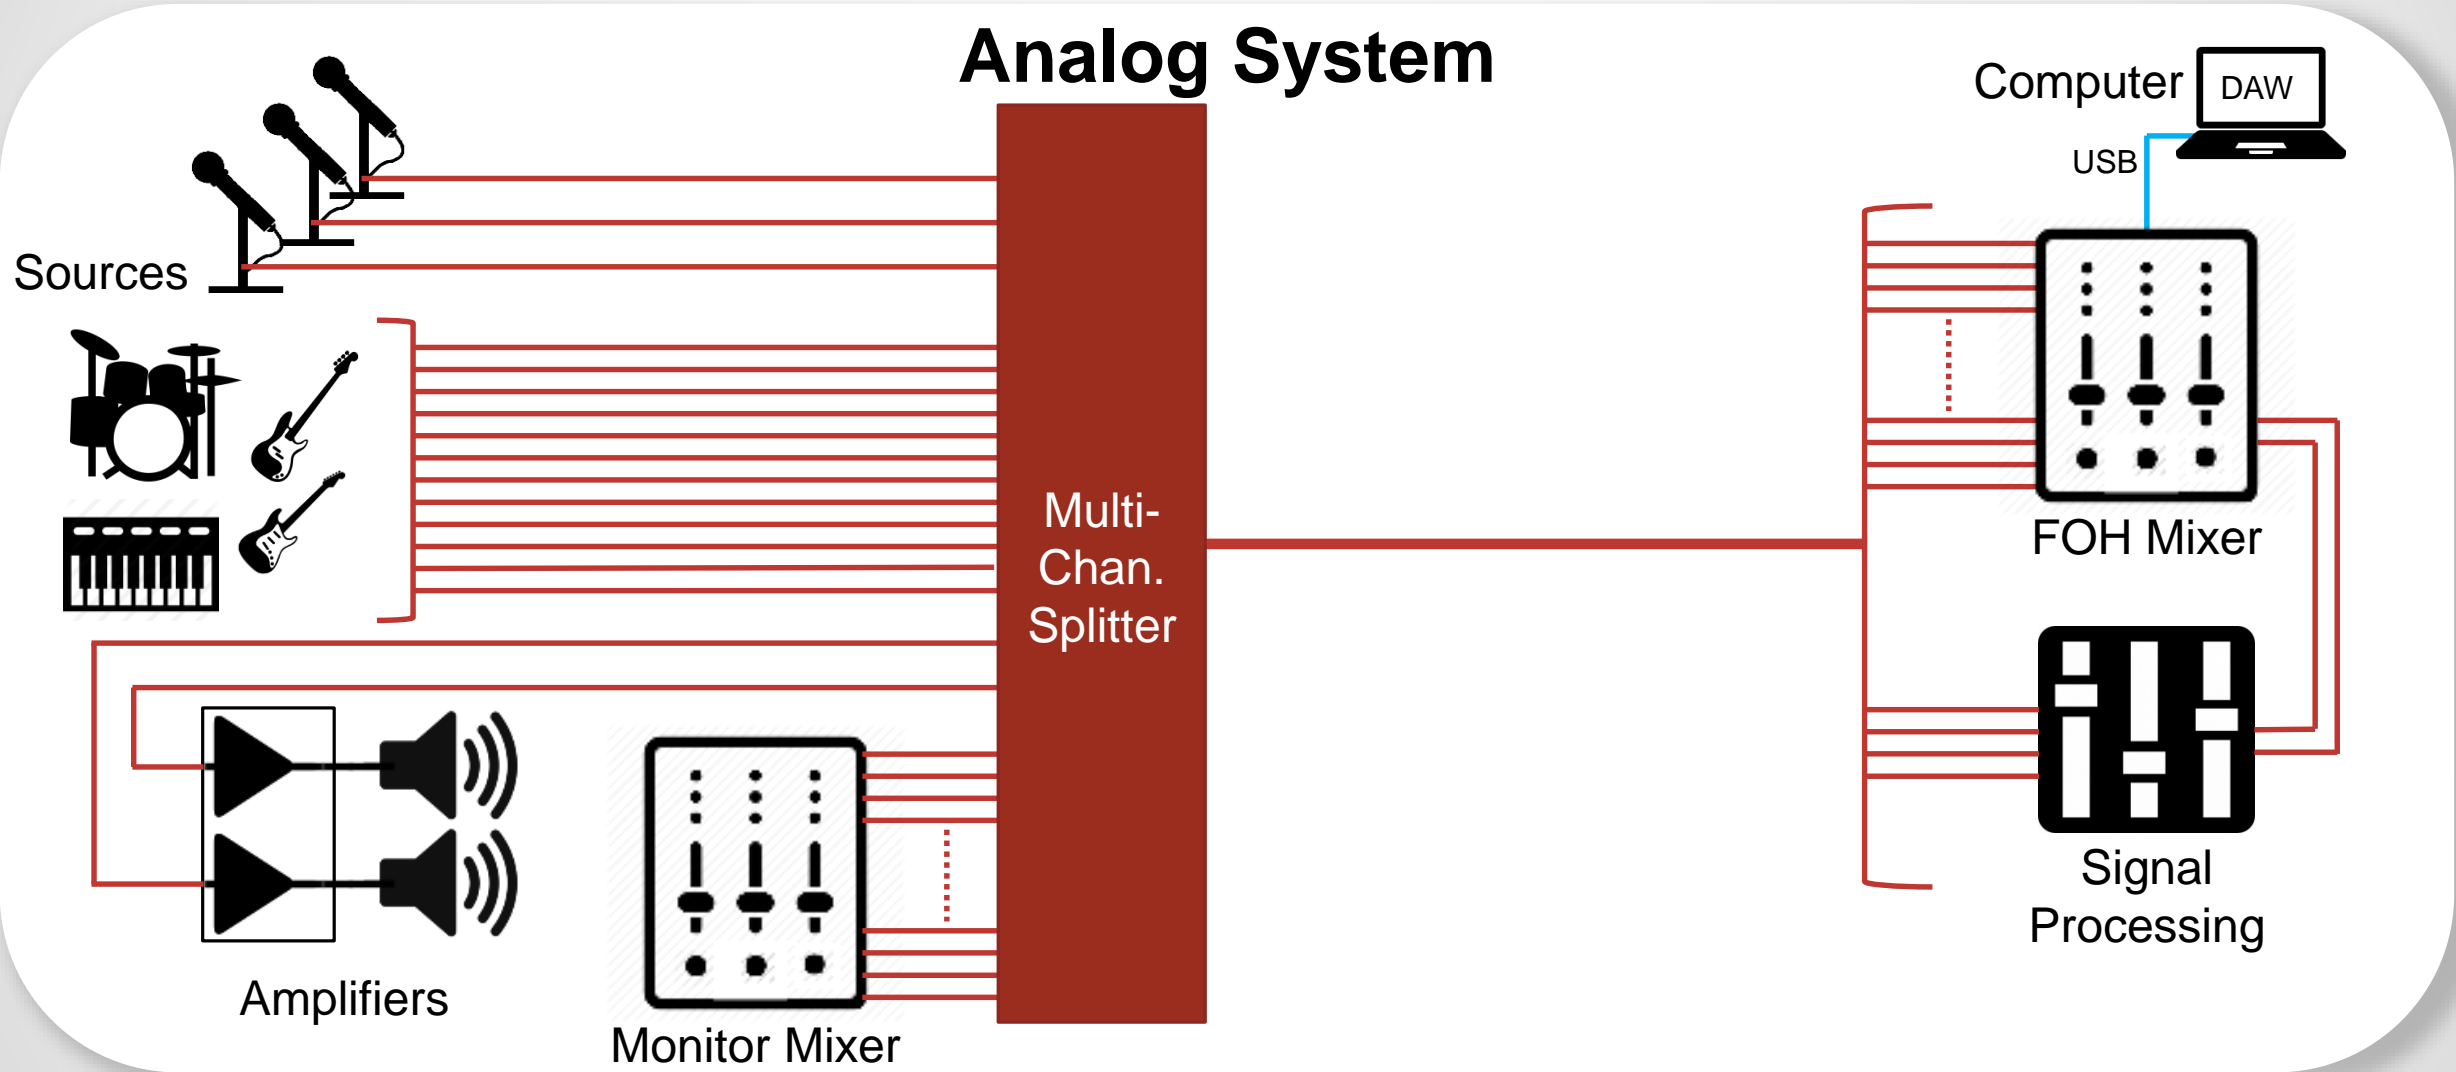 Analog System
Computer
DAW
USB
Sources
Multi-
Chan.
Splitter
FOH Mixer
Signal
Processing
Amplifiers
Monitor Mixer